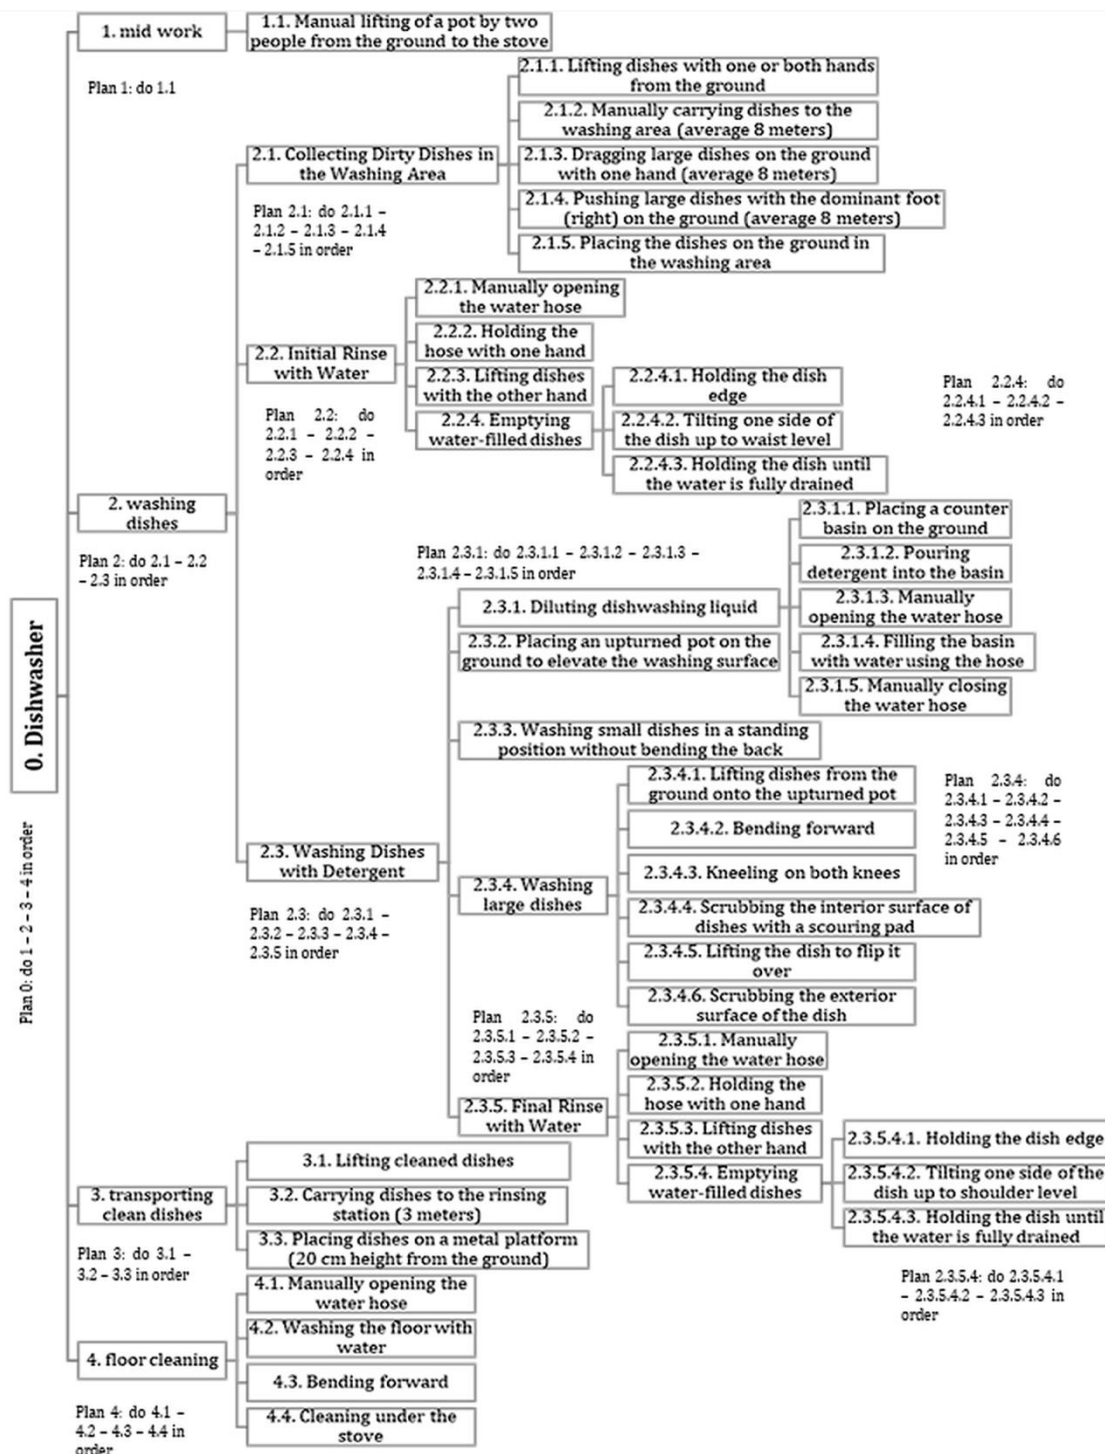 1. mid work
1.1. Manual lifting of a pot by two
people from the ground to the stove
Plan 1: do 1.1
2.1.1. Lifting dishes with one or both hands
from the ground
2.1.2. Manually carrying dishes to the
washing area (average 8 meters)
2.1. Collecting Dirty Dishes in
the Washing Area
2.1.3. Dragging large dishes on the ground
with one hand (average 8 meters)
2.1.4. Pushing large dishes with the dominant foot
(right) on the ground (average 8 meters)
Plan 2.1: do 2.1.1 –
2.1.2 – 2.1.3 – 2.1.4
– 2.1.5 in order
2.1.5. Placing the dishes on the ground in
the washing area
2.2.1. Manually opening
the water hose
2.2.2. Holding the
hose with one hand
2.2. Initial Rinse
with Water
2.2.3. Lifting dishes
with the other hand
2.2.4. Emptying
water-filled dishes
Plan 2.2: do
2.2.1 – 2.2.2 –
2.2.3 – 2.2.4 in
order
2.2.4.1. Holding the dish
edge
2.2.4.2. Tilting one side of
the dish up to waist level
2.2.4.3. Holding the dish until
the water is fully drained
Plan 2.2.4: do
2.2.4.1 – 2.2.4.2 –
2.2.4.3 in order
2. washing
dishes
Plan 2: do 2.1 – 2.2
– 2.3 in order
Plan 2.3.1: do 2.3.1.1 – 2.3.1.2 – 2.3.1.3 –
2.3.1.4 – 2.3.1.5 in order
2.3.1.1. Placing a counter
basin on the ground
2.3.1.2. Pouring
detergent into the basin
2.3.1. Diluting dishwashing liquid
2.3.1.3. Manually
opening the water hose
2.3.2. Placing an upturned pot on the
ground to elevate the washing surface
2.3.1.4. Filling the basin
with water using the hose
2.3.1.5. Manually closing
the water hose
0. Dishwasher
Plan 0: do 1 – 2 – 3 – 4 in order
2.3.3. Washing small dishes in a standing
position without bending the back
2.3.4.1. Lifting dishes from the
ground onto the upturned pot
2.3.4.2. Bending forward
2.3. Washing Dishes
with Detergent
2.3.4. Washing
large dishes
2.3.4.3. Kneeling on both knees
2.3.4.4. Scrubbing the interior surface of
dishes with a scouring pad
2.3.4.5. Lifting the dish to flip it
over
2.3.4.6. Scrubbing the exterior
surface of the dish
Plan 2.3.4: do
2.3.4.1 – 2.3.4.2 –
2.3.4.3 – 2.3.4.4 –
2.3.4.5 – 2.3.4.6
in order
Plan 2.3: do 2.3.1 –
2.3.2 – 2.3.3 – 2.3.4 –
2.3.5 in order
Plan 2.3.5: do
2.3.5.1 – 2.3.5.2 –
2.3.5.3 – 2.3.5.4 in
order
2.3.5.1. Manually
opening the water hose
2.3.5.2. Holding the
hose with one hand
2.3.5. Final Rinse
with Water
2.3.5.3. Lifting dishes
with the other hand
2.3.5.4. Emptying
water-filled dishes
2.3.5.4.1. Holding the dish edge
2.3.5.4.2. Tilting one side of the
dish up to shoulder level
2.3.5.4.3. Holding the dish until
the water is fully drained
Plan 2.3.5.4: do 2.3.5.4.1
– 2.3.5.4.2 – 2.3.5.4.3 in
order
3.1. Lifting cleaned dishes
3. transporting
clean dishes
3.2. Carrying dishes to the rinsing
station (3 meters)
3.3. Placing dishes on a metal platform
(20 cm height from the ground)
Plan 3: do 3.1 –
3.2 – 3.3 in order
4.1. Manually opening the
water hose
4.2. Washing the floor with
water
4. floor cleaning
4.3. Bending forward
4.4. Cleaning under the
stove
Plan 4: do 4.1 –
4.2 – 4.3 – 4.4 in
order